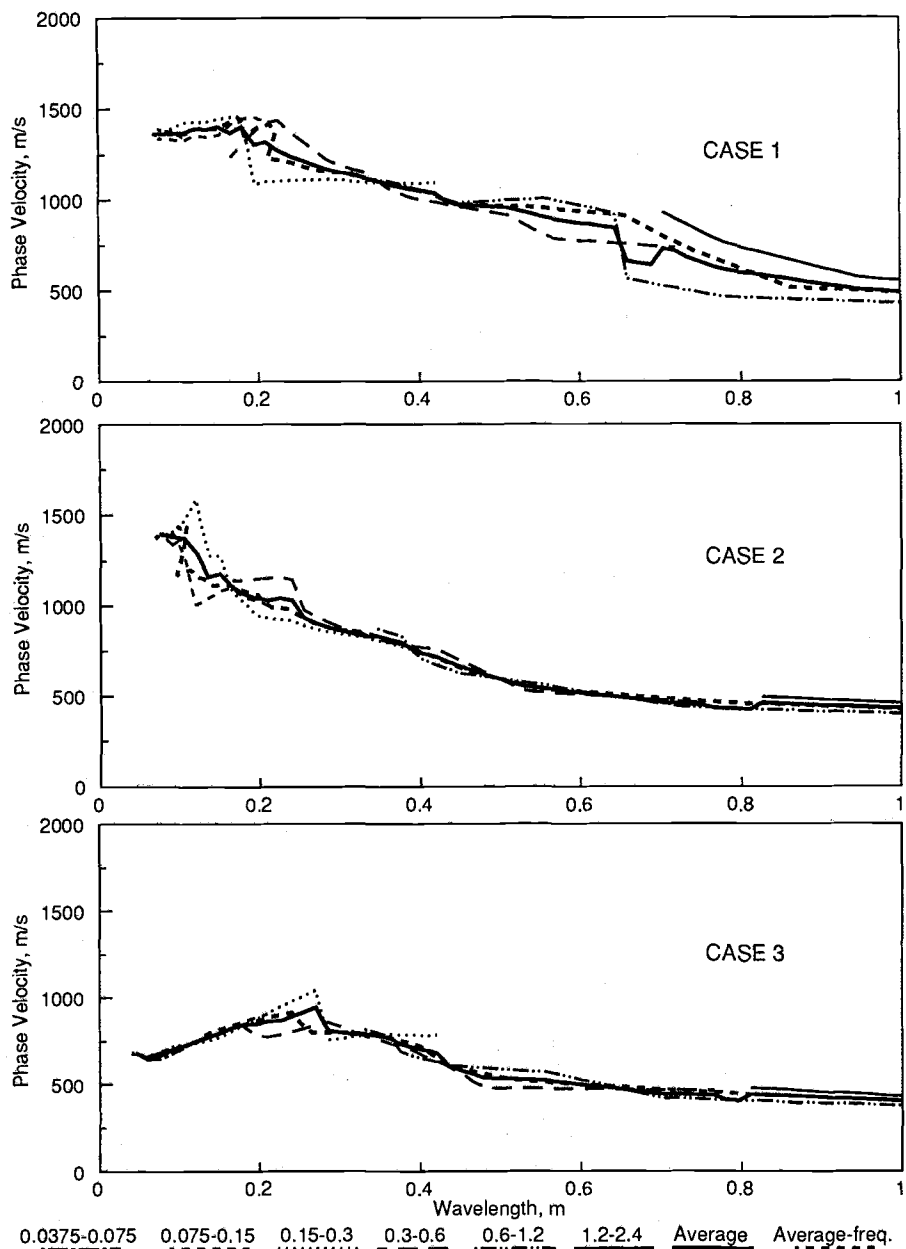 2000
1500
1000
500
0
Phase Velocity, m/s
CASE 1
0 0.2 0.4 0.6 0.8 1
2000
1500
1000
500
0
Phase Velocity, m/s
CASE 2
0 0.2 0.4 0.6 0.8 1
2000
1500
1000
500
0
Phase Velocity, m/s
CASE 3
0 0.2 0.4 0.6 0.8 1
Wavelength, m
0.0375-0.075 0.075-0.15 0.15-0.3 0.3-0.6 0.6-1.2 1.2-2.4 Average Average-freq.